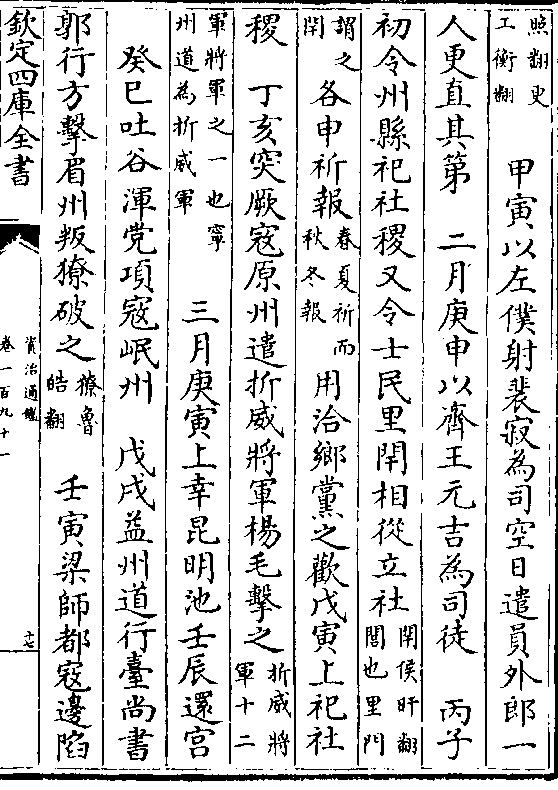 照翻史工衡翻　甲寅以左僕射裴寂為司空日遣員外郎一
人更直其第　二月庚申以齊王元吉為司徒　丙子
初令州縣祀社稷又令士民里閈相從立社閈侯旰翻閭也里門
謂之閈各申祈報春夏祈而秋冬報用洽鄉黨之歡戊寅上祀社
稷　丁亥突厥寇原州遣折威將軍楊毛擊之折威將軍十二
軍將軍之一也寧州道為折威軍　三月庚寅上幸昆明池壬辰還宮
癸巳吐谷渾党項寇岷州　戊戌益州道行臺尚書
郭行方擊眉州叛獠破之獠魯皓翻　壬寅梁師都寇邊陷
欽定四庫全書
資治通鑑
卷一百九十一
十七